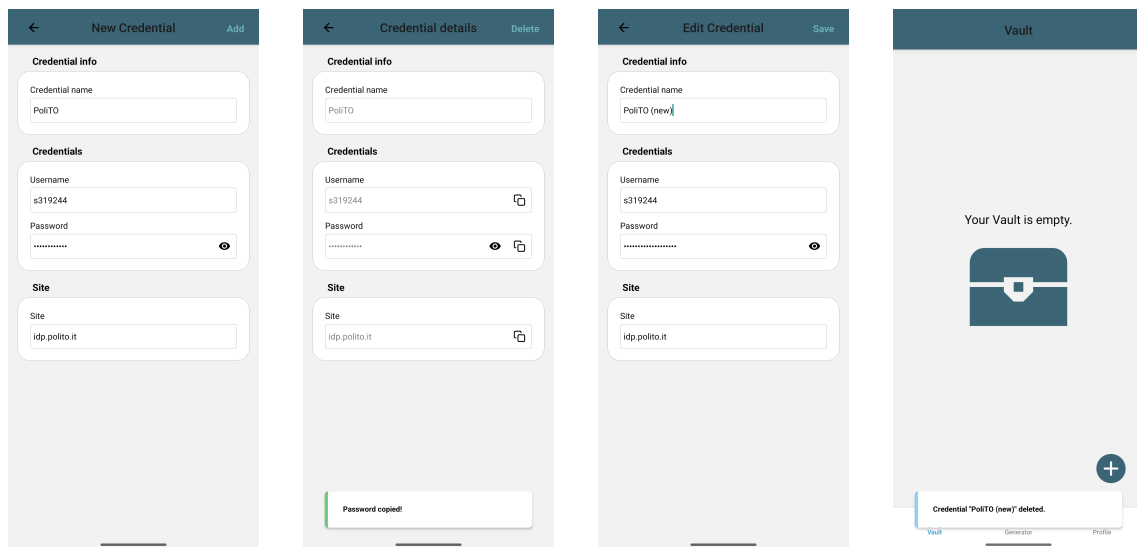 New Credential Add
Credential info
Credential name
PoliTO
Credentials
Username
s319244
Password
••••••••••••
Site
Site
idp.polito.it
Credential details Delete
Credential info
Credential name
PoliTO
Credentials
Username
s319244
Password
••••••••••••
Site
Site
idp.polito.it
Password copied!
Edit Credential Save
Credential info
Credential name
PoliTO (new)
Credentials
Username
s319244
Password
•••••••••••••••••••
Site
Site
idp.polito.it
Vault
Your Vault is empty.
Credential "PoliTO (new)" deleted.
Vault Generator Profile